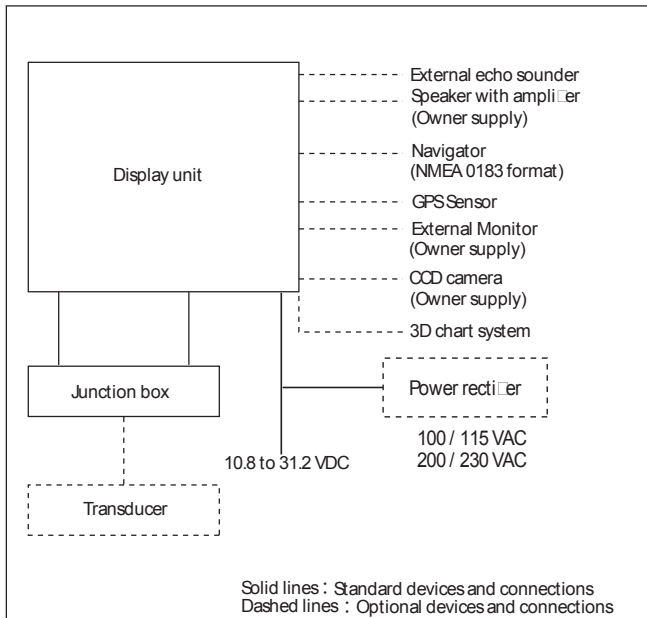 External echo sounder
Speaker with ampli□er
(Owner supply)
Navigator
(NMEA 0183 format)
Display unit
GPS Sensor
External Monitor
(Owner supply)
CCD camera
(Owner supply)
3D chart system
Junction box
Power recti□er
100 / 115 VAC
200 / 230 VAC
10.8 to 31.2 VDC
Transducer
Solid lines : Standard devices and connections
Dashed lines : Optional devices and connections